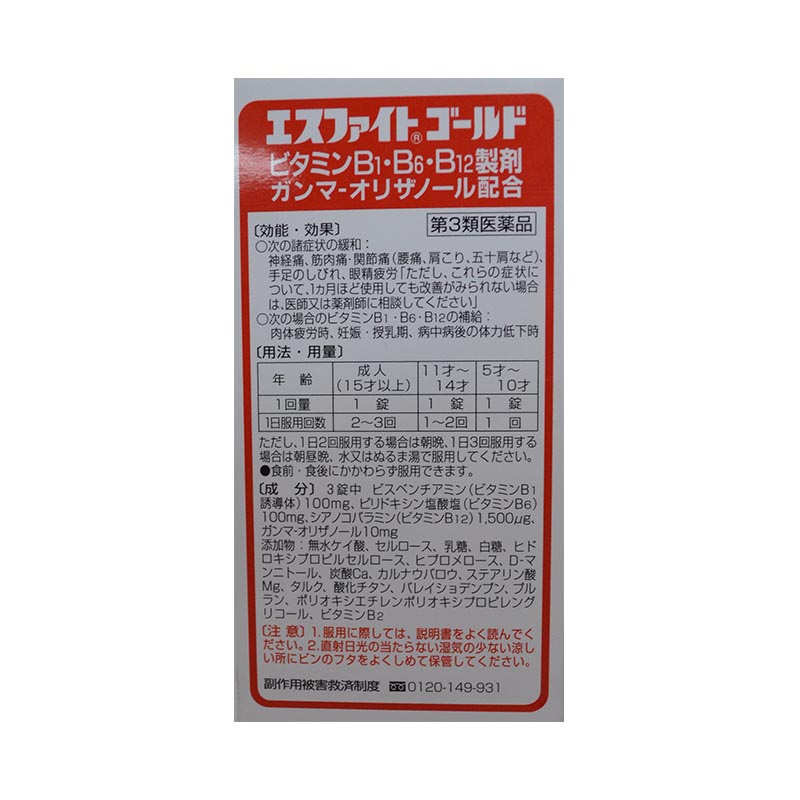 エスファイト®ゴールド
ビタミンB1・B6・B12製剤
ガンマ-オリザノール配合
〔効能・効果〕 第3類医薬品
○次の諸症状の緩和：
神経痛、筋肉痛・関節痛（腰痛、肩こり、五十肩など）、
手足のしびれ、眼精疲労「ただし、これらの症状に
ついて、1ヵ月ほど使用しても改善がみられない場合
は、医師又は薬剤師に相談してください」
○次の場合のビタミンB1・B6・B12の補給：
肉体疲労時、妊娠・授乳期、病中病後の体力低下時
〔用法・用量〕
年 齢 成人（15才以上） 11才〜14才 5才〜10才
1回量 1 錠 1 錠 1 錠
1日服用回数 2〜3回 1〜2回 1 回
ただし、1日2回服用する場合は朝晩、1日3回服用する
場合は朝昼晩、水又はぬるま湯で服用してください。
●食前・食後にかかわらず服用できます。
〔成 分〕 3錠中 ビスベンチアミン（ビタミンB1
誘導体）100mg、ピリドキシン塩酸塩（ビタミンB6）
100mg、シアノコバラミン（ビタミンB12）1,500μg、
ガンマ-オリザノール10mg
添加物：無水ケイ酸、セルロース、乳糖、白糖、ヒド
ロキシプロピルセルロース、ヒプロメロース、D-マ
ンニトール、炭酸Ca、カルナウバロウ、ステアリン酸
Mg、タルク、酸化チタン、バレイショデンプン、プル
ラン、ポリオキシエチレンポリオキシプロピレング
リコール、ビタミンB2
〔注 意〕1.服用に際しては、説明書をよく読んでく
ださい。2.直射日光の当たらない湿気の少ない涼し
い所にビンのフタをよくしめて保管してください。
副作用被害救済制度 0120-149-931